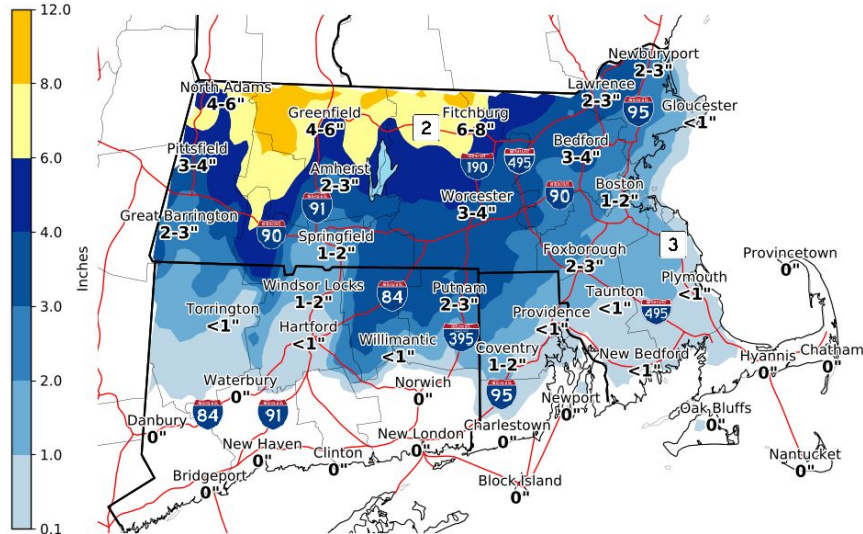 12.0
8.0
6.0
4.0
3.0
2.0
1.0
0.1
Inches
Newburyport
2-3"
North Adams
4-6"
Lawrence
2-3"
95
Gloucester
<1"
Greenfield
4-6"
2
Fitchburg
6-8"
Pittsfield
3-4"
Bedford
3-4"
495
190
Amherst
2-3"
Worcester
3-4"
90
Boston
1-2"
91
Great Barrington
2-3"
90
Springfield
1-2"
3
Foxborough
2-3"
Provincetown
0"
Windsor Locks
1-2"
84
Putnam
2-3"
Taunton
<1"
Plymouth
<1"
495
Torrington
<1"
Hartford
<1"
Willimantic
<1"
395
Providence
<1"
Coventry
1-2"
New Bedford
<1"
Hyannis
0"
Chatham
0"
Waterbury
0"
Norwich
0"
95
Newport
0"
Oak Bluffs
0"
84
91
Danbury
0"
New Haven
0"
Clinton
0"
New London
0"
Charlestown
0"
Nantucket
0"
Bridgeport
0"
Block Island
0"